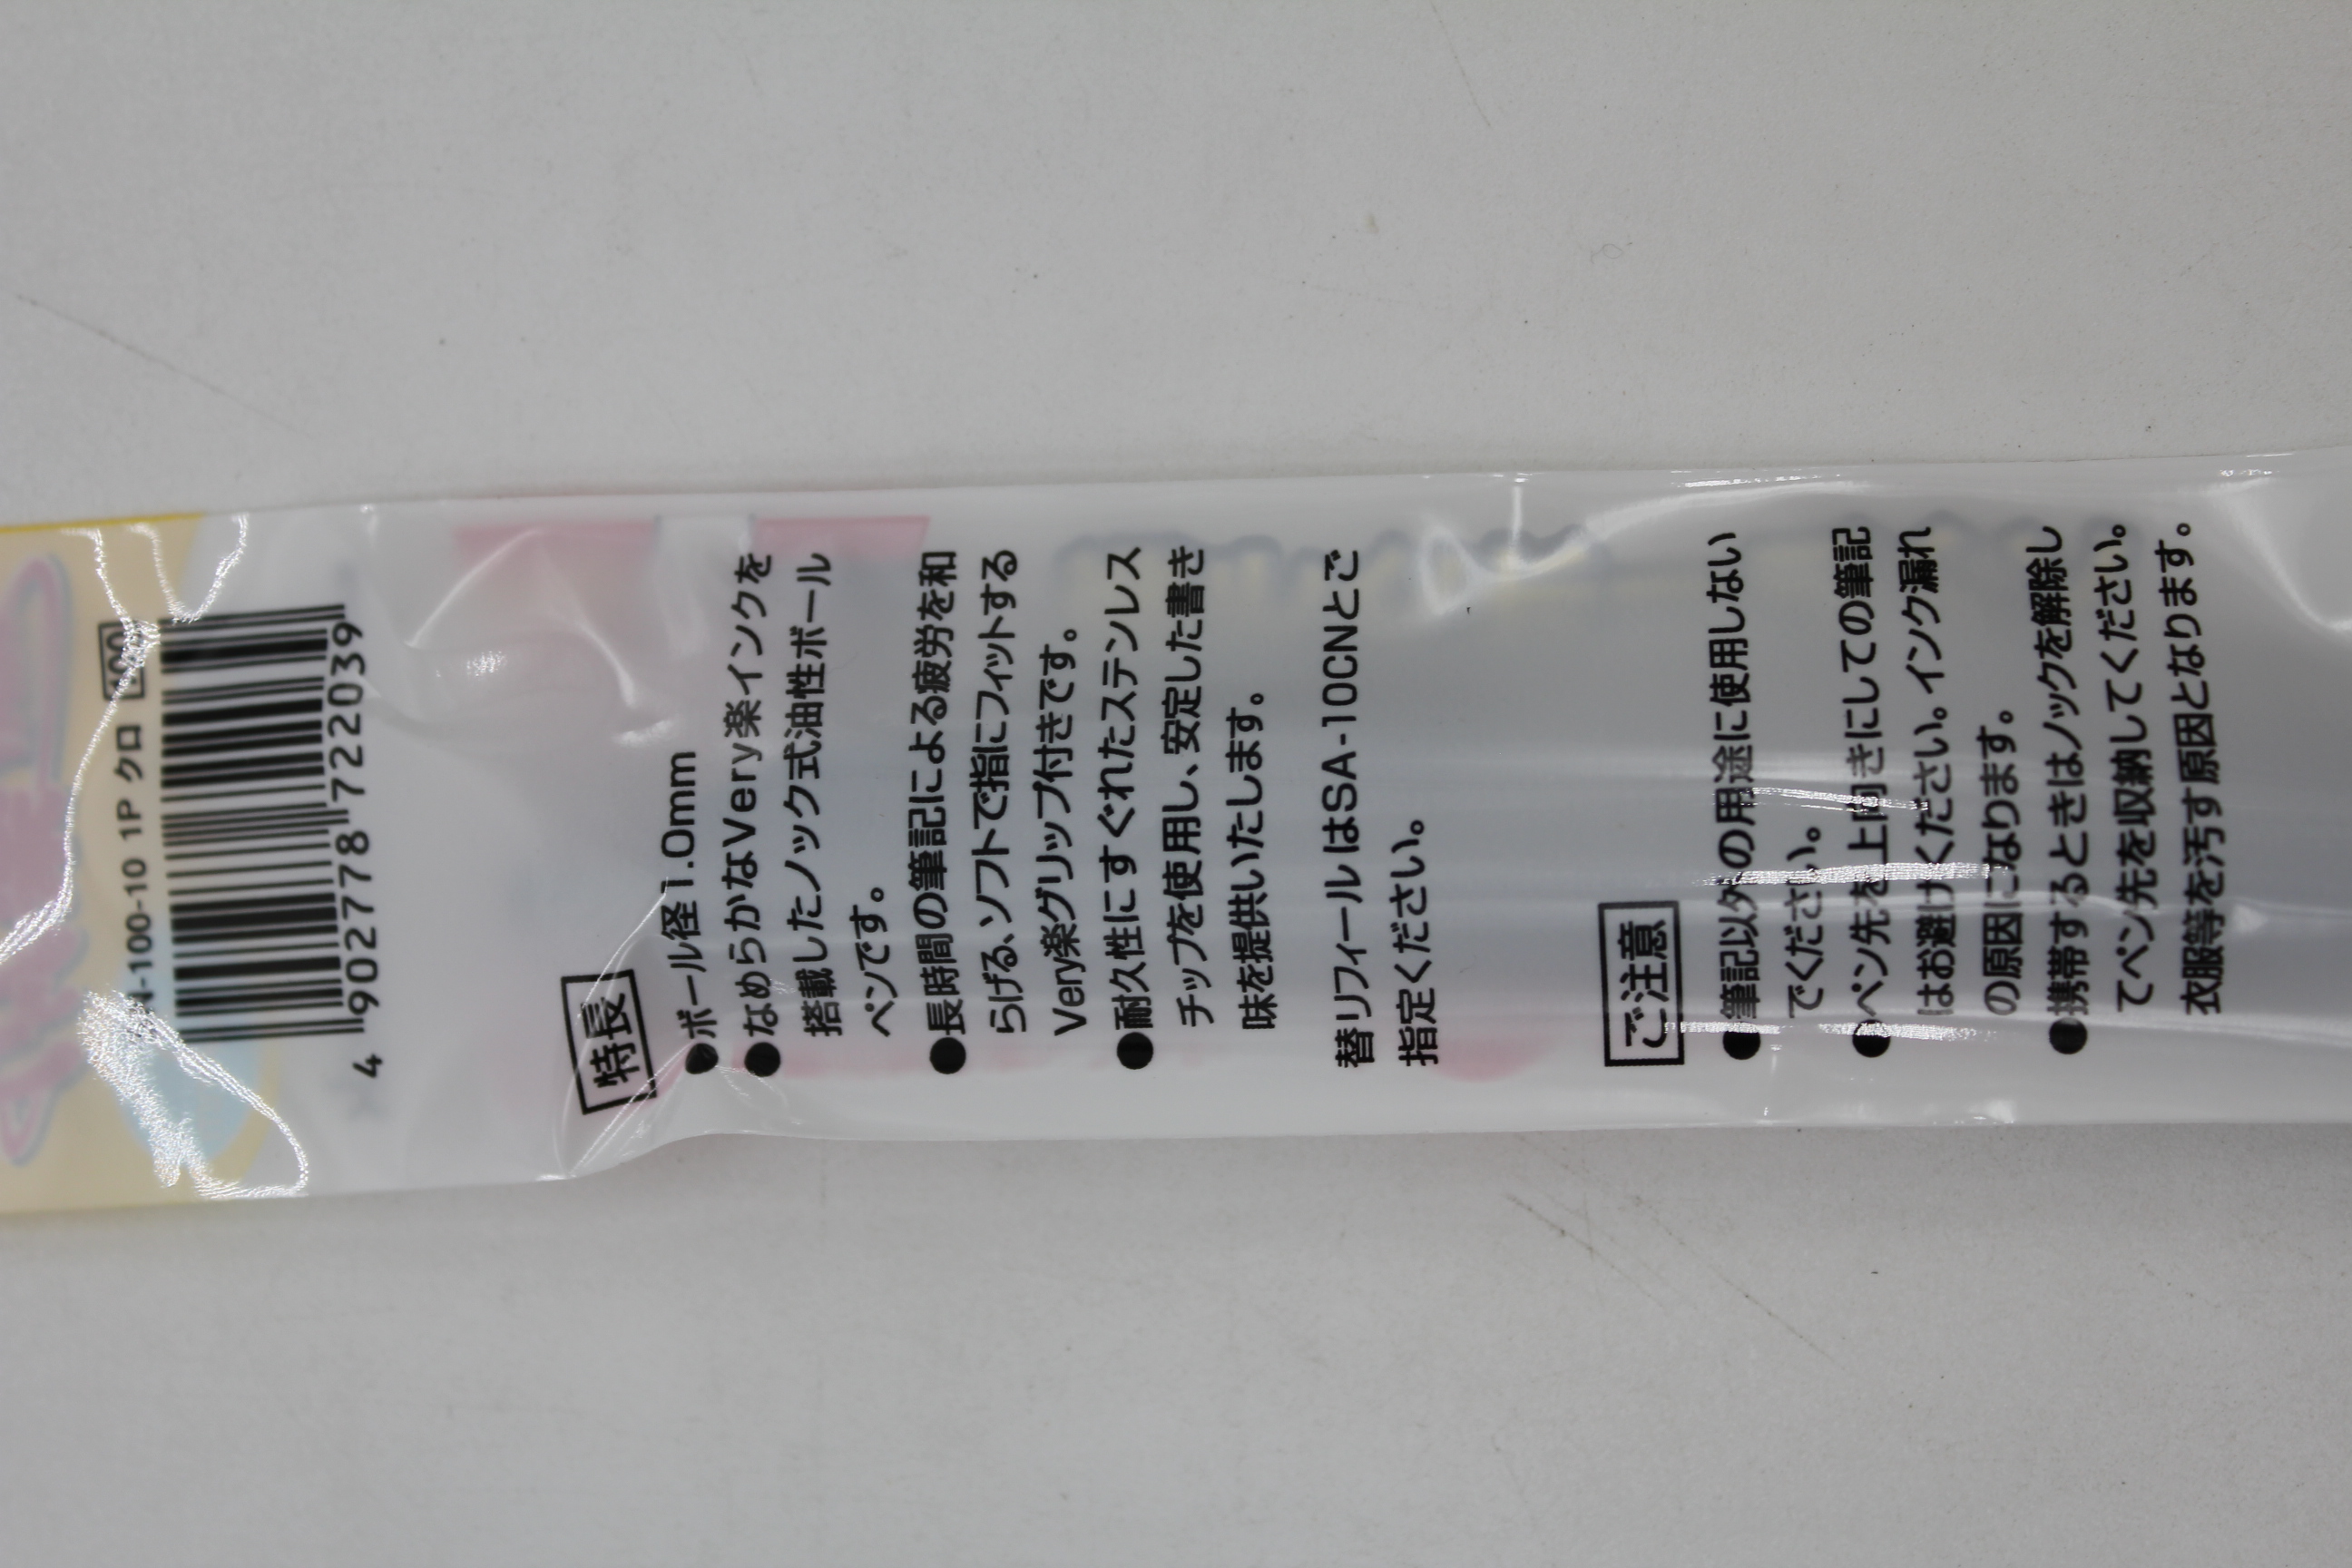 -100-10 1P クロ 100
4 902778 722039
特長
●ボール径1.0mm
●なめらかなVery楽インクを
搭載したノック式油性ボール
ペンです。
●長時間の筆記による疲労を和
らげる、ソフトで指にフィットする
Very楽グリップ付きです。
●耐久性にすぐれたステンレス
チップを使用し、安定した書き
味を提供いたします。
替リフィールはSA-10CNとご
指定ください。
ご注意
●筆記以外の用途に使用しない
でください。
●ペン先を上向きにしての筆記
はお避けください。インク漏れ
の原因になります。
●携帯するときはノックを解除し
てペン先を収納してください。
衣服等を汚す原因となります。